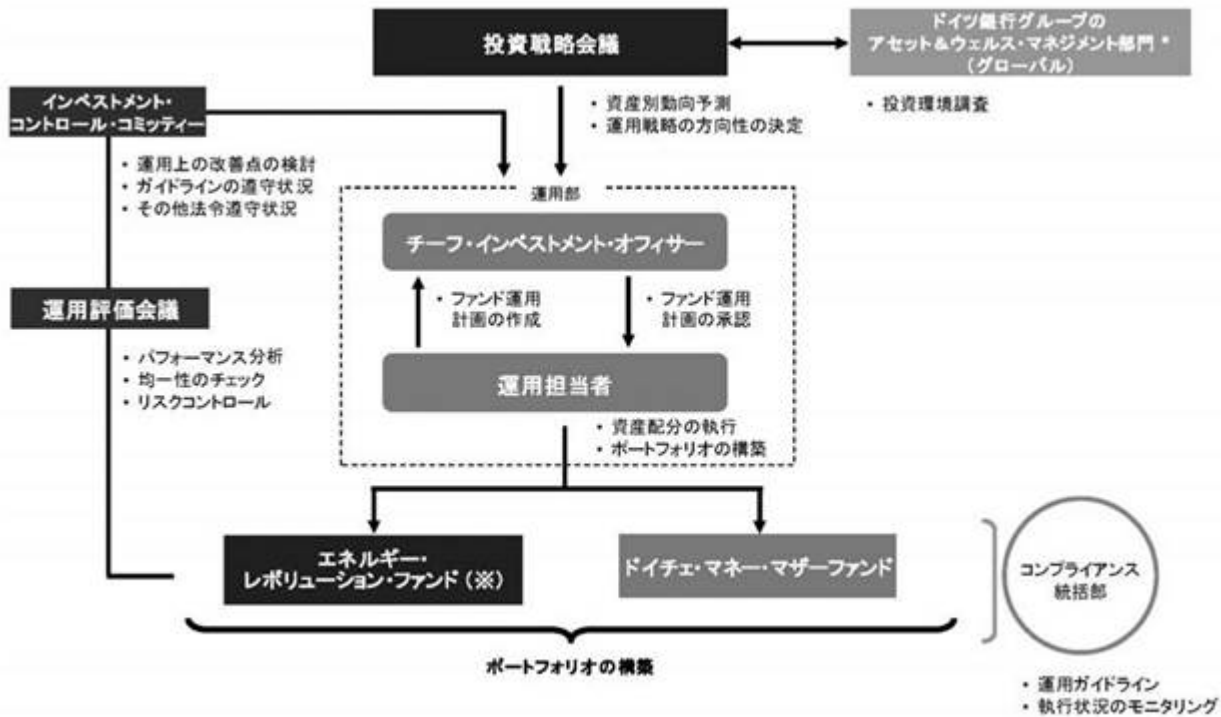 投資戦略会議
ドイツ銀行グループの
アセット＆ウェルス・マネジメント部門＊
（グローバル）
・資産別動向予測
・運用戦略の方向性の決定
・投資環境調査
インベストメント・
コントロール・コミッティー
・運用上の改善点の検討
・ガイドラインの遵守状況
・その他法令遵守状況
運用部
チーフ・インベストメント・オフィサー
・ファンド運用
計画の作成
・ファンド運用
計画の承認
運用評価会議
・パフォーマンス分析
・均一性のチェック
・リスクコントロール
運用担当者
・資産配分の執行
・ポートフォリオの構築
エネルギー・
レボリューション・ファンド（※）
ドイチェ・マネー・マザーファンド
コンプライアンス
統括部
ポートフォリオの構築
・運用ガイドライン
・執行状況のモニタリング